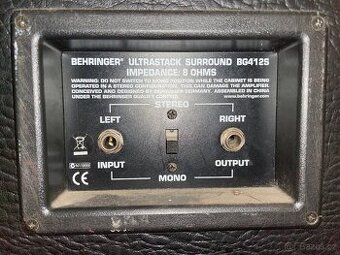 BEHRINGER® ULTRASTACK SURROUND BG412S
IMPEDANCE: 8 OHMS
WARNING: DO NOT SWITCH TO MONO POSITION WHILE THE CABINET IS BEING
OPERATED IN A STEREO SETTING. THIS CAN DAMAGE THE AMPLIFIER.
CONCEIVED AND DESIGNED BY BEHRINGER GERMANY. ASSEMBLED IN CHINA
UNDER THE BEHRINGER QUALITY CONTROL. www.behringer.com
STEREO
LEFT RIGHT
INPUT OUTPUT
MONO
CE